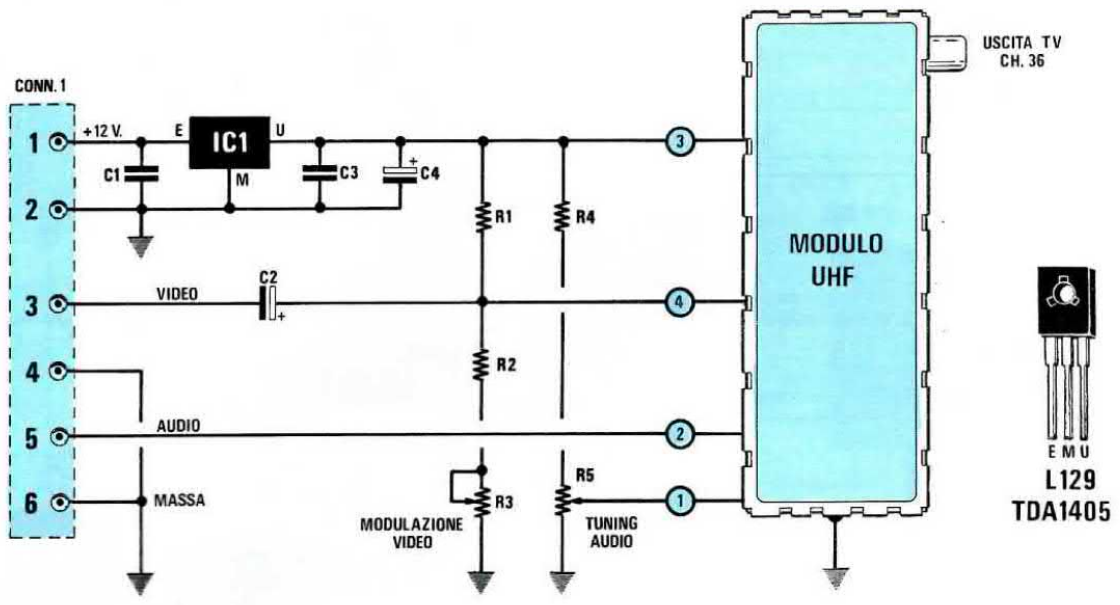 CONN. 1
1
+12 V.
E
IC1
U
M
C1
C3
+
C4
2
R1
R4
3
VIDEO
C2
+
R2
4
5
AUDIO
6
MASSA
R3
MODULAZIONE
VIDEO
R5
TUNING
AUDIO
3
4
2
1
MODULO
UHF
USCITA TV
CH. 36
E M U
L129
TDA1405